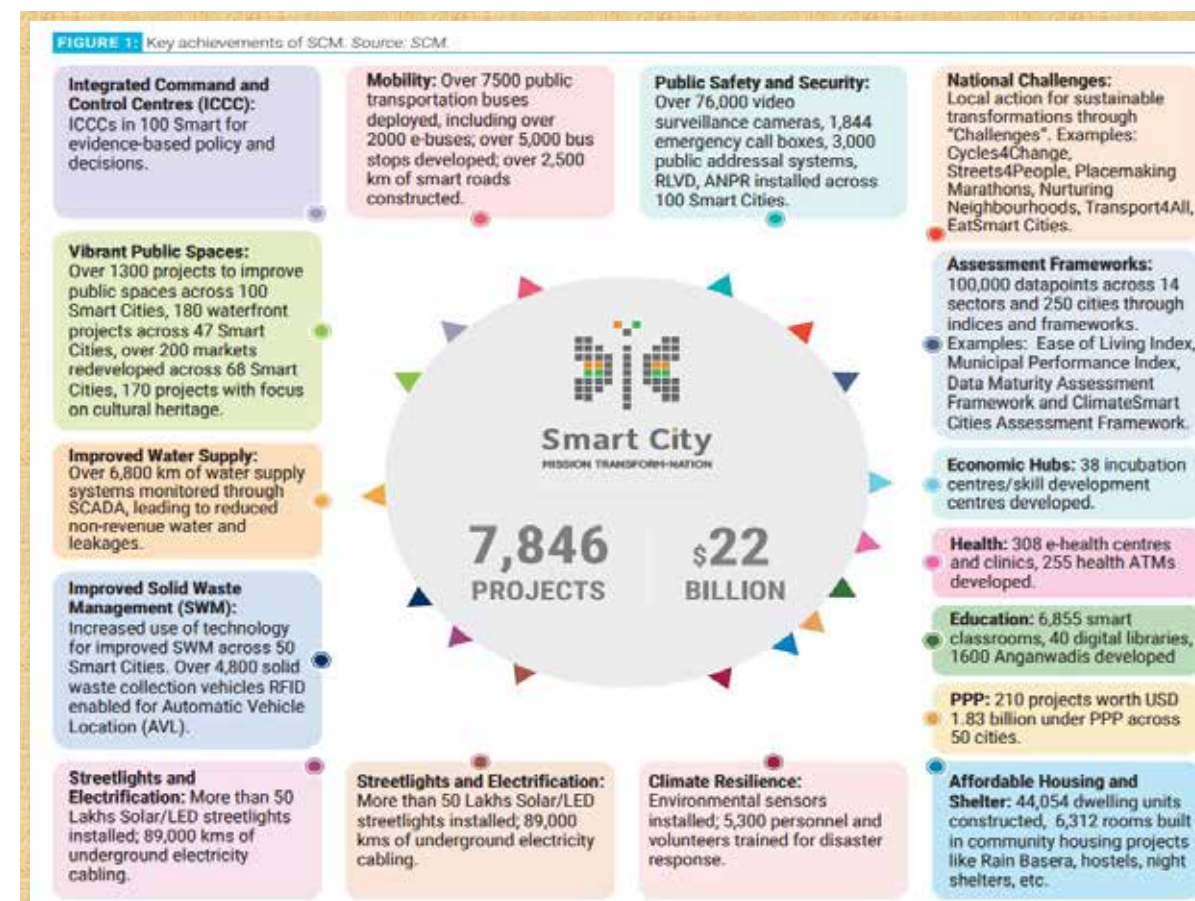 FIGURE 1: Key achievements of SCM. Source: SCM.
Integrated Command and
Control Centres (ICCC):
ICCCs in 100 Smart for
evidence-based policy and
decisions.
Mobility: Over 7500 public
transportation buses
deployed, including over
2000 e-buses; over 5,000 bus
stops developed; over 2,500
km of smart roads
constructed.
Public Safety and Security:
Over 76,000 video
surveillance cameras, 1,844
emergency call boxes, 3,000
public addressal systems,
RLVD, ANPR installed across
100 Smart Cities.
National Challenges:
Local action for sustainable
transformations through
"Challenges". Examples:
Cycles4Change,
Streets4People, Placemaking
Marathons, Nurturing
Neighbourhoods, Transport4All,
EatSmart Cities.
Vibrant Public Spaces:
Over 1300 projects to improve
public spaces across 100
Smart Cities, 180 waterfront
projects across 47 Smart
Cities, over 200 markets
redeveloped across 68 Smart
Cities, 170 projects with focus
on cultural heritage.
Assessment Frameworks:
100,000 datapoints across 14
sectors and 250 cities through
indices and frameworks.
Examples: Ease of Living Index,
Municipal Performance Index,
Data Maturity Assessment
Framework and ClimateSmart
Cities Assessment Framework.
Smart City
MISSION TRANSFORM-NATION
7,846
PROJECTS
$22
BILLION
Improved Water Supply:
Over 6,800 km of water supply
systems monitored through
SCADA, leading to reduced
non-revenue water and
leakages.
Economic Hubs: 38 incubation
centres/skill development
centres developed.
Health: 308 e-health centres
and clinics, 255 health ATMs
developed.
Improved Solid Waste
Management (SWM):
Increased use of technology
for improved SWM across 50
Smart Cities. Over 4,800 solid
waste collection vehicles RFID
enabled for Automatic Vehicle
Location (AVL).
Education: 6,855 smart
classrooms, 40 digital libraries,
1600 Anganwadis developed
PPP: 210 projects worth USD
1.83 billion under PPP across
50 cities.
Streetlights and
Electrification: More than 50
Lakhs Solar/LED streetlights
installed; 89,000 kms of
underground electricity
cabling.
Streetlights and Electrification:
More than 50 Lakhs Solar/LED
streetlights installed; 89,000
kms of underground electricity
cabling.
Climate Resilience:
Environmental sensors
installed; 5,300 personnel and
volunteers trained for disaster
response.
Affordable Housing and
Shelter: 44,054 dwelling units
constructed, 6,312 rooms built
in community housing projects
like Rain Basera, hostels, night
shelters, etc.